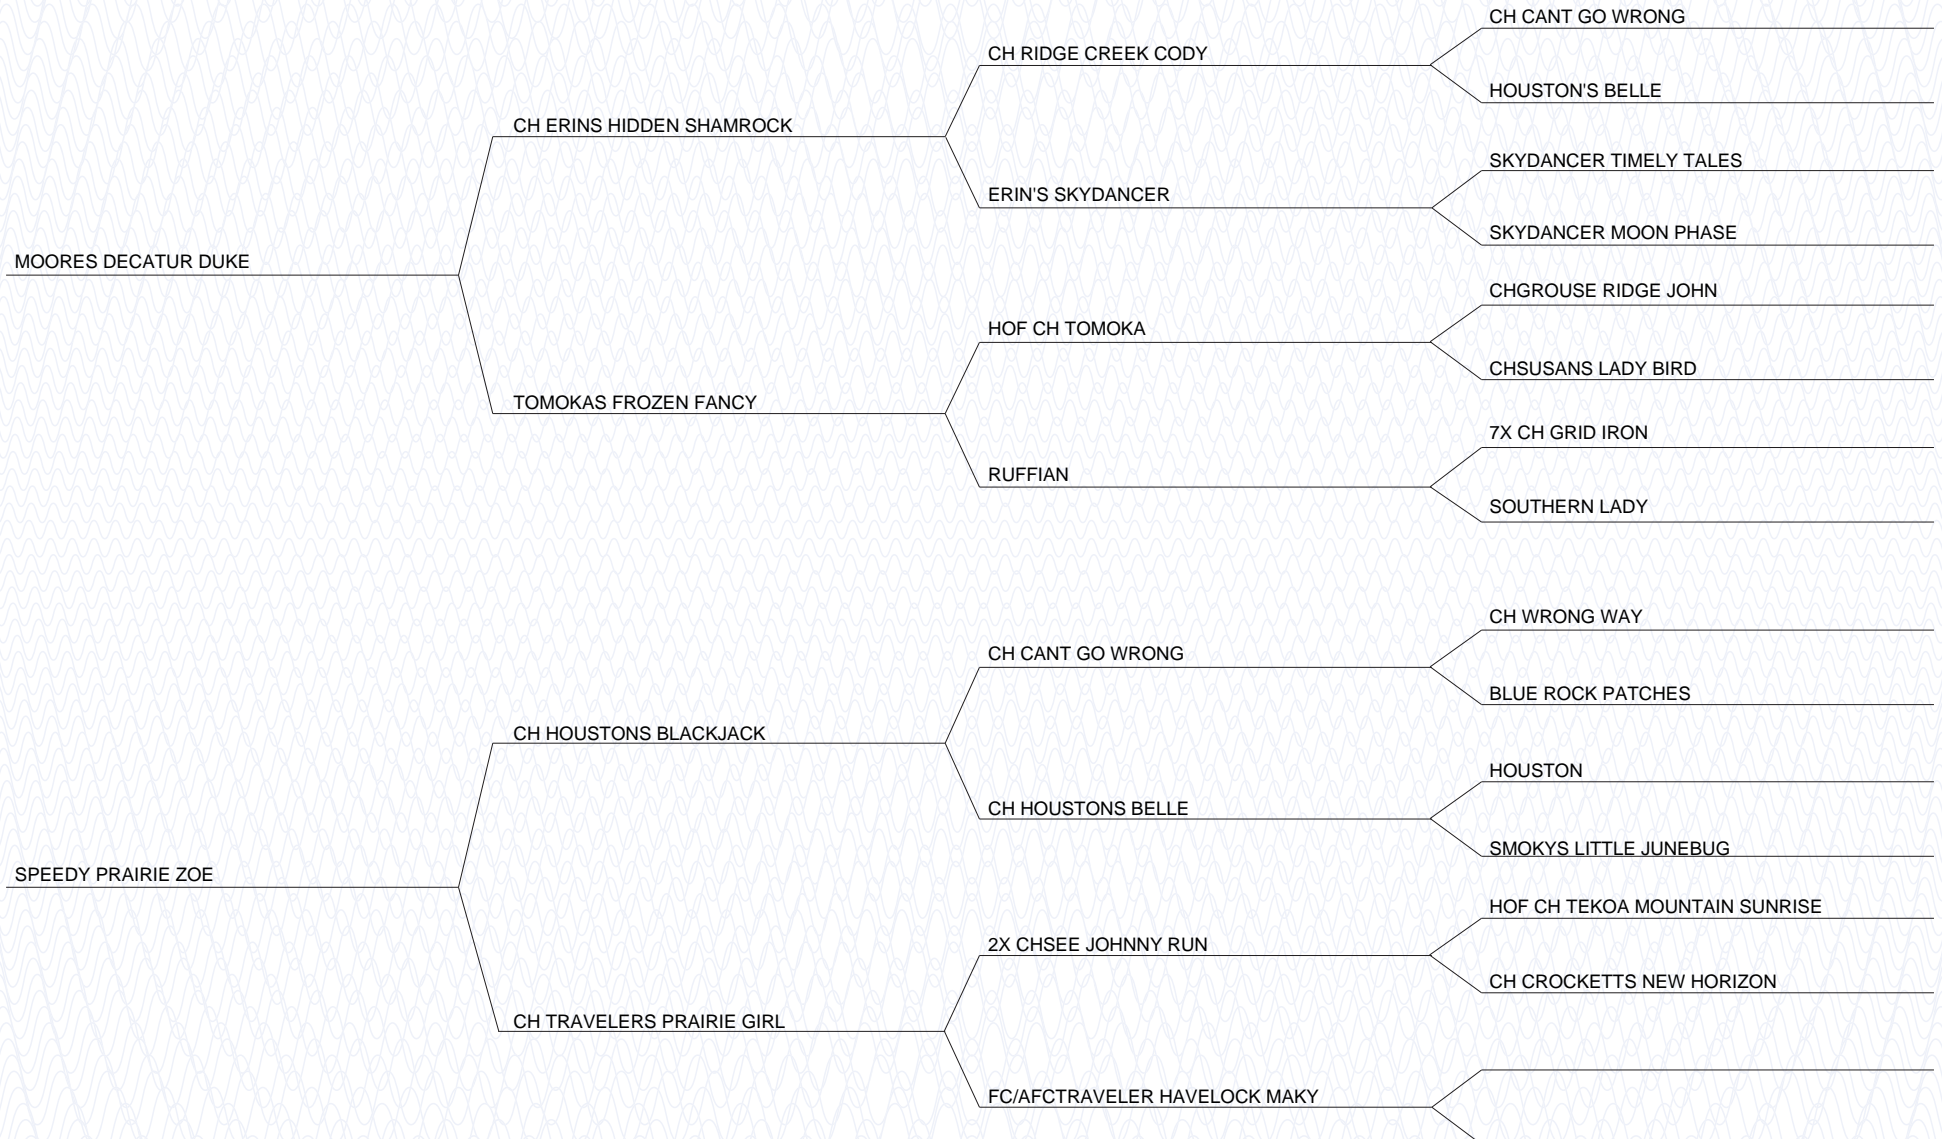 CH CANT GO WRONG
CH RIDGE CREEK CODY
HOUSTON'S BELLE
CH ERINS HIDDEN SHAMROCK
SKYDANCER TIMELY TALES
ERIN'S SKYDANCER
SKYDANCER MOON PHASE
MOORES DECATUR DUKE
CHGROUSE RIDGE JOHN
HOF CH TOMOKA
CHSUSANS LADY BIRD
TOMOKAS FROZEN FANCY
7X CH GRID IRON
RUFFIAN
SOUTHERN LADY
CH WRONG WAY
CH CANT GO WRONG
BLUE ROCK PATCHES
CH HOUSTONS BLACKJACK
HOUSTON
CH HOUSTONS BELLE
SMOKYS LITTLE JUNEBUG
SPEEDY PRAIRIE ZOE
HOF CH TEKOA MOUNTAIN SUNRISE
2X CHSEE JOHNNY RUN
CH CROCKETTS NEW HORIZON
CH TRAVELERS PRAIRIE GIRL
FC/AFCTRAVELER HAVELOCK MAKY